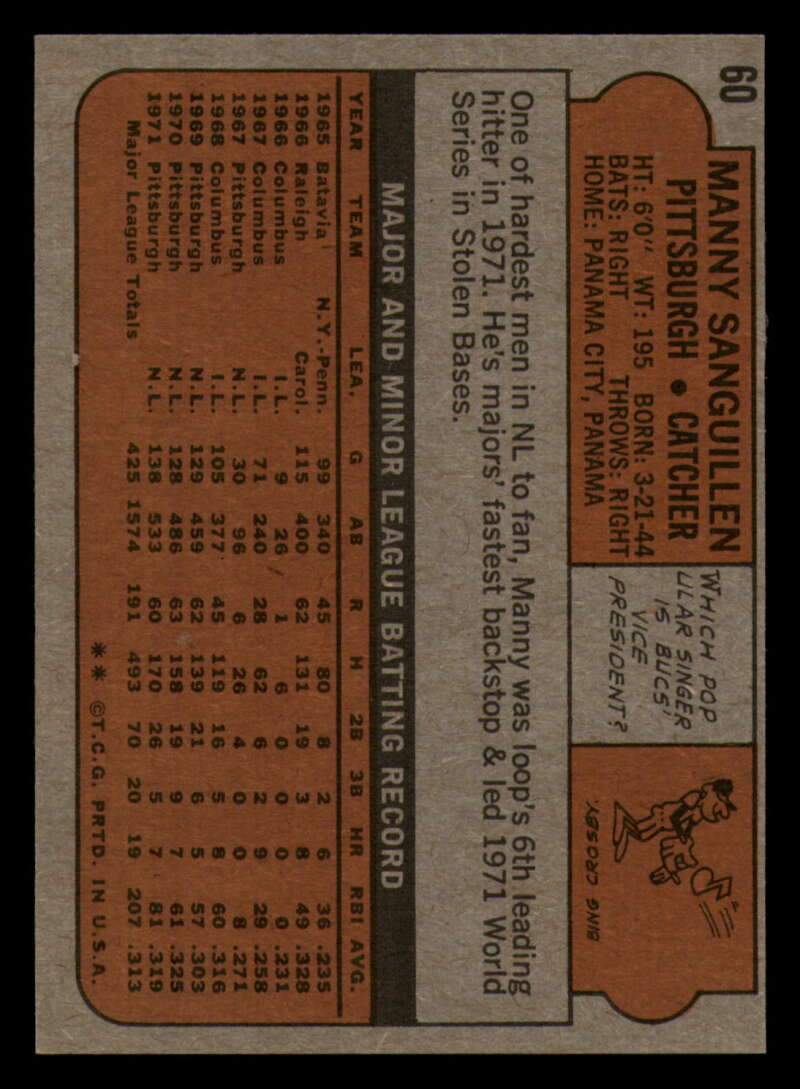 60
MANNY SANGUILLEN
PITTSBURGH • CATCHER
HT: 6'0" WT: 195 BORN: 3-21-44
BATS: RIGHT THROWS: RIGHT
HOME: PANAMA CITY, PANAMA
WHICH POP
ULAR SINGER
IS BUCS'
VICE
PRESIDENT?
BING CROSBY
One of hardest men in NL to fan, Manny was loop's 6th leading
hitter in 1971. He's majors' fastest backstop & led 1971 World
Series in Stolen Bases.
MAJOR AND MINOR LEAGUE BATTING RECORD
YEAR TEAM LEA. G AB R H 2B 3B HR RBI AVG.
1965 Batavia N.Y.-Penn. 99 340 45 80 8 2 6 36 .235
1966 Raleigh Carol. 115 400 62 131 19 3 8 49 .328
1966 Columbus I.L. 9 26 1 6 0 0 0 0 .231
1967 Columbus I.L. 71 240 28 62 6 2 9 29 .258
1967 Pittsburgh N.L. 30 96 6 26 4 0 0 8 .271
1968 Columbus I.L. 105 377 45 119 16 5 8 60 .316
1969 Pittsburgh N.L. 129 459 62 139 21 6 5 57 .303
1970 Pittsburgh N.L. 128 486 63 158 19 9 7 61 .325
1971 Pittsburgh N.L. 138 533 60 170 26 5 7 81 .319
Major League Totals 425 1574 191 493 70 20 19 207 .313
** ©T.C.G. PRTD. IN U.S.A.